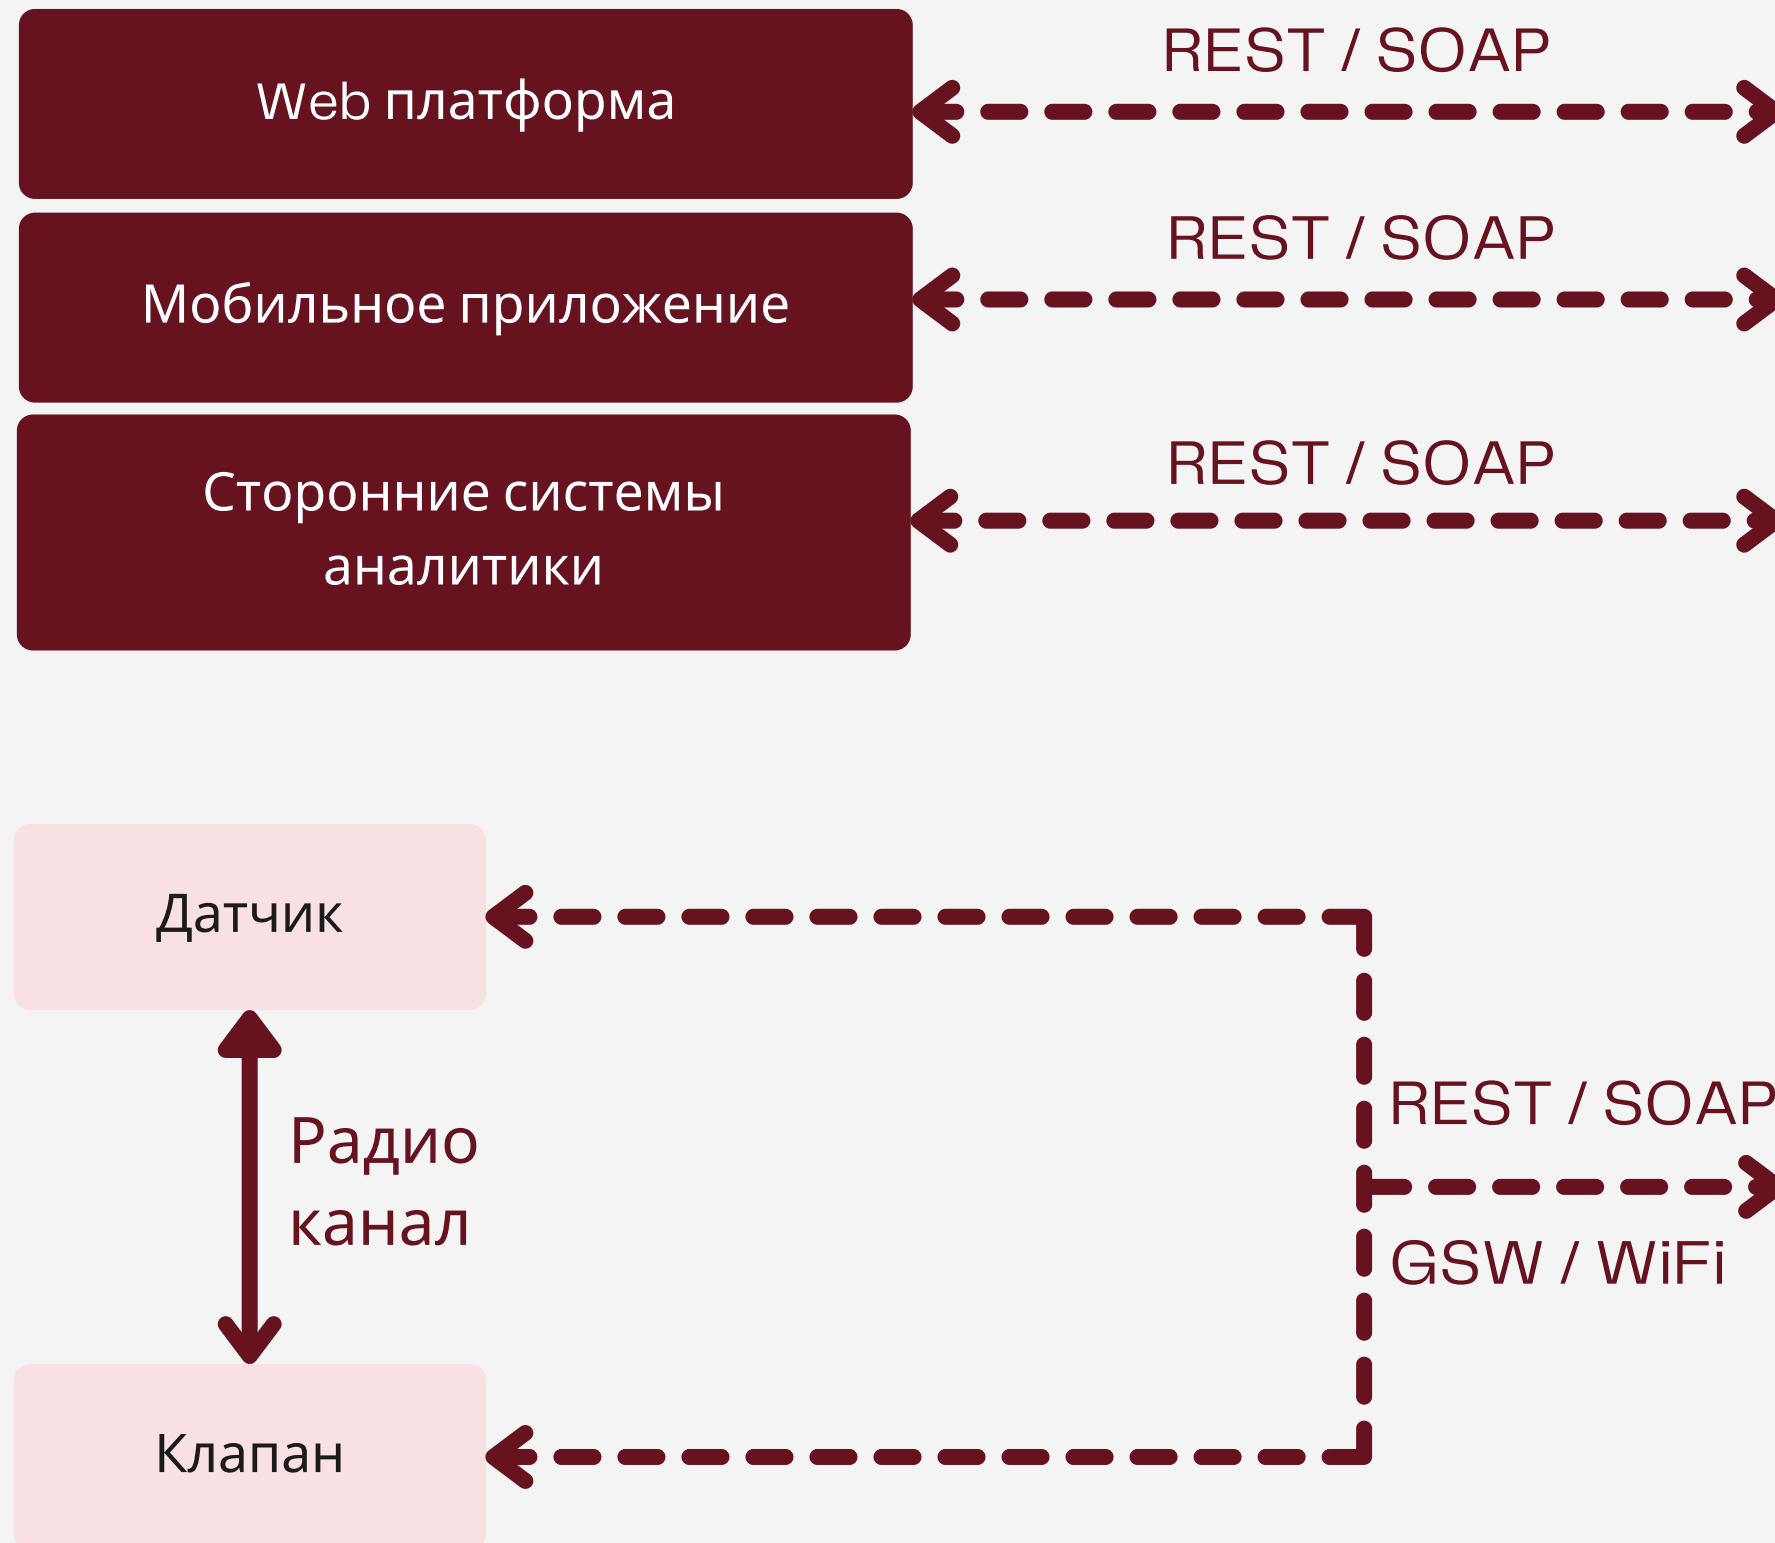 Web платформа
REST / SOAP
Мобильное приложение
REST / SOAP
Сторонние системы
аналитики
REST / SOAP
Датчик
Радио
канал
REST / SOAP
GSW / WiFi
Клапан